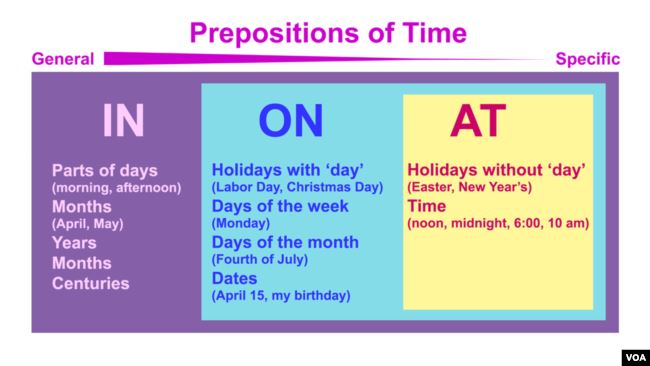 Prepositions of Time
General
Specific
IN
Parts of days
(morning, afternoon)
Months
(April, May)
Years
Months
Centuries
ON
Holidays with ‘day’
(Labor Day, Christmas Day)
Days of the week
(Monday)
Days of the month
(Fourth of July)
Dates
(April 15, my birthday)
AT
Holidays without ‘day’
(Easter, New Year’s)
Time
(noon, midnight, 6:00, 10 am)
VOA